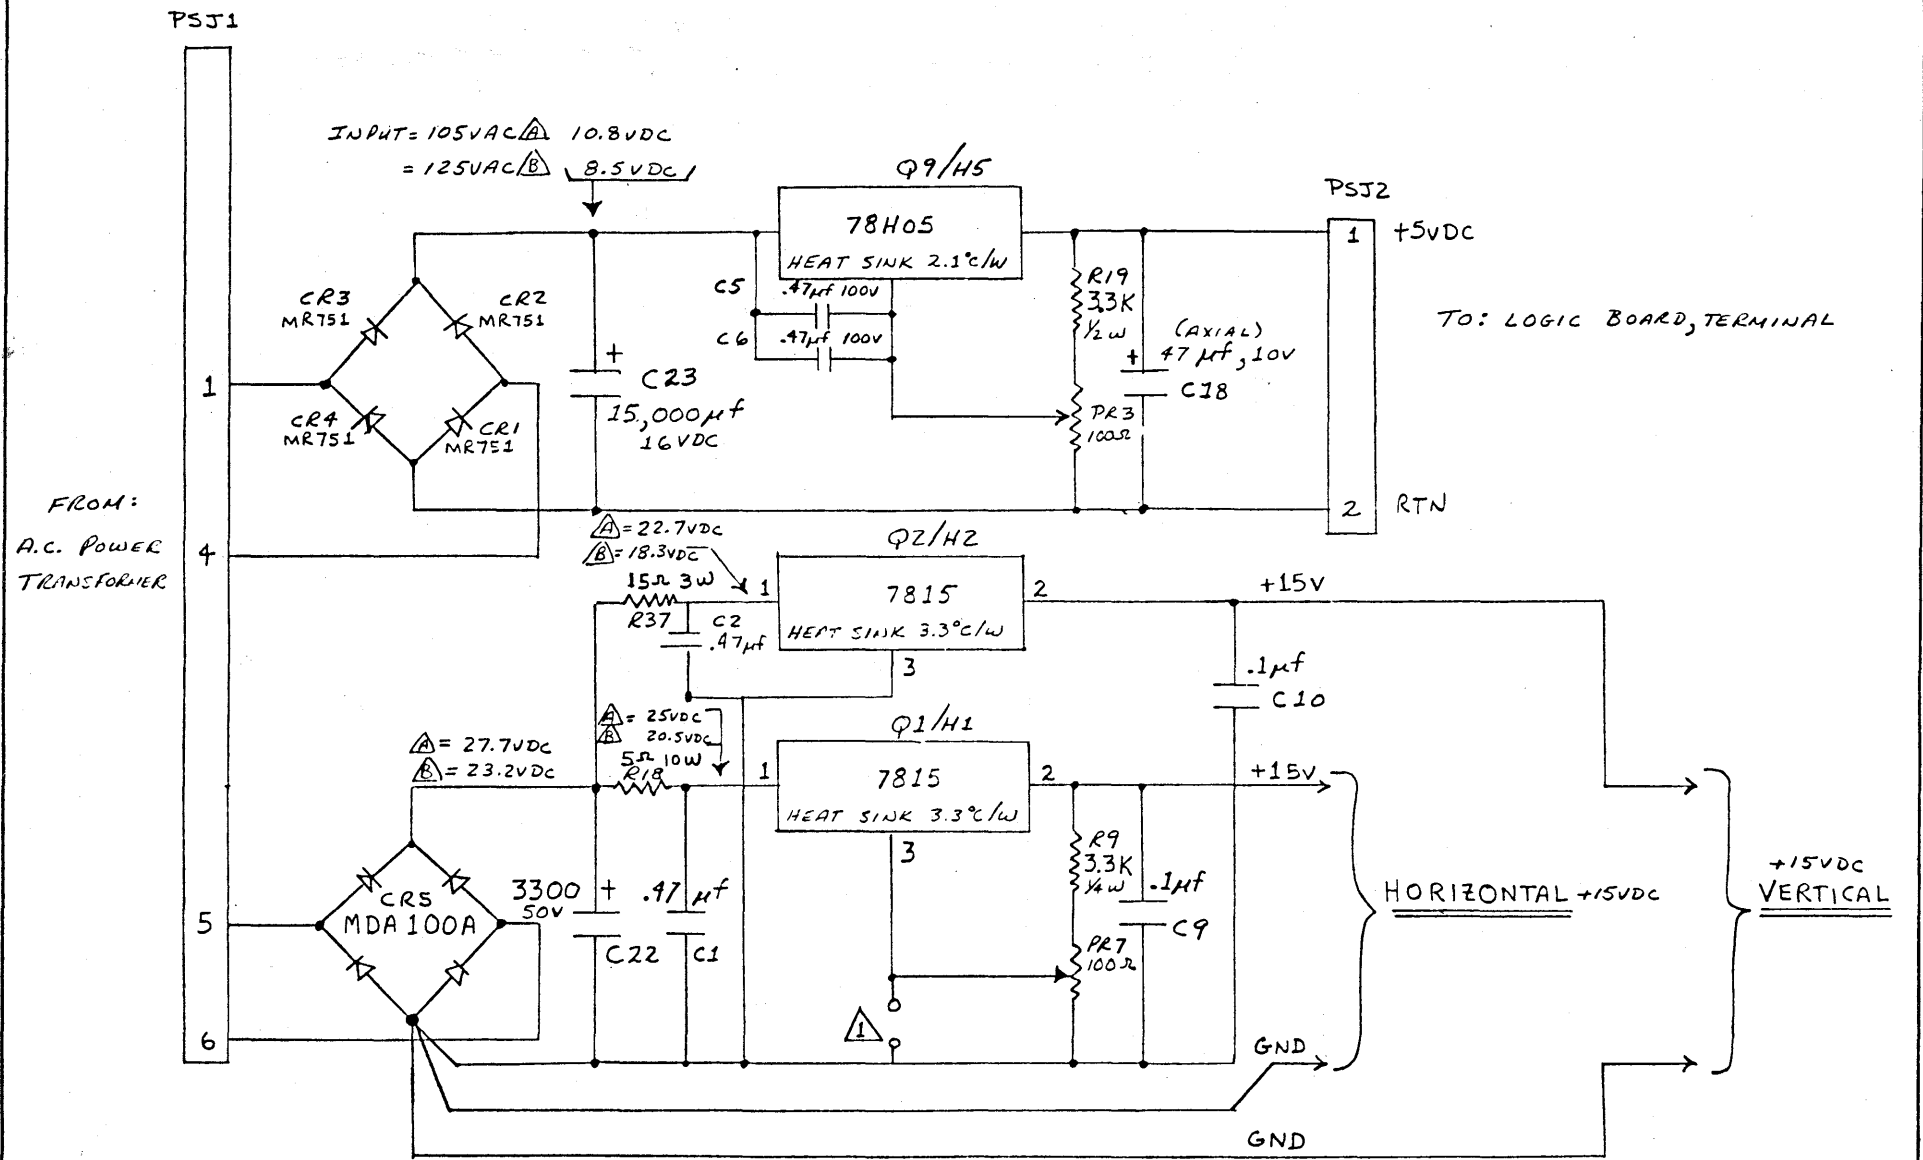 PSJ1
INPUT = 105VAC A 10.8VDC
= 125VAC B 8.5VDC
Q9/H5
78H05
HEAT SINK 2.1°C/W
PSJ2
1 +5VDC
TO: LOGIC BOARD, TERMINAL
C5 .47µf 100V
C6 .47µf 100V
R19
3.3K
1/2W
PR3
100Ω
(AXIAL)
+ 47 µf, 10V
C18
CR3
MR751
CR2
MR751
CR4
MR751
CR1
MR751
+
C23
15,000µf
16VDC
2 RTN
1
4
5
6
FROM:
A.C. POWER
TRANSFORMER
A = 22.7VDC
B = 18.3VDC
15Ω 3W
R37
C2
.47µf
Q2/H2
1 7815 2
HEAT SINK 3.3°C/W
3
+15V
.1µf
C10
A = 25VDC
B 20.5VDC
5Ω 10W
R18
A = 27.7VDC
B = 23.2VDC
Q1/H1
1 7815 2
HEAT SINK 3.3°C/W
3
+15V
CR5
MDA100A
3300 +
50V
C22
.47 µf
C1
R9
3.3K
1/4W
.1µf
C9
PR7
100Ω
1
HORIZONTAL +15VDC
+15VDC
VERTICAL
GND
GND